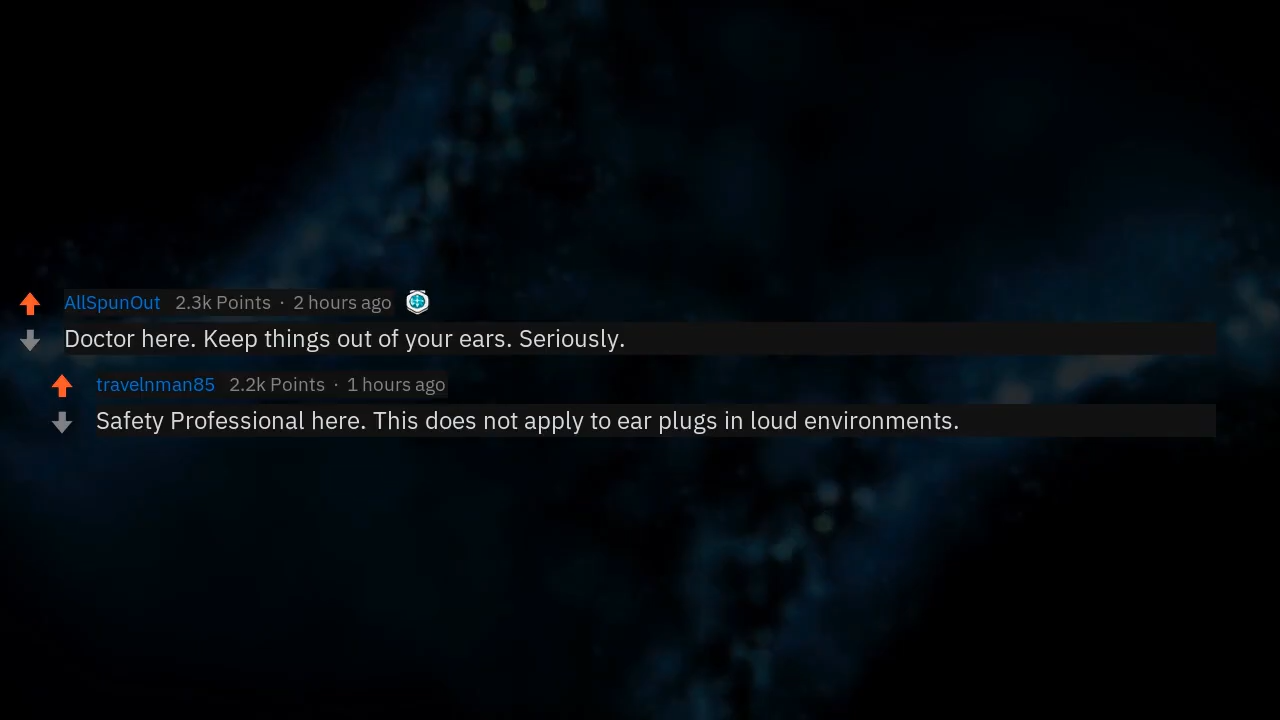 AllSpunOut 2.3k Points · 2 hours ago
Doctor here. Keep things out of your ears. Seriously.
travelnman85 2.2k Points · 1 hours ago
Safety Professional here. This does not apply to ear plugs in loud environments.